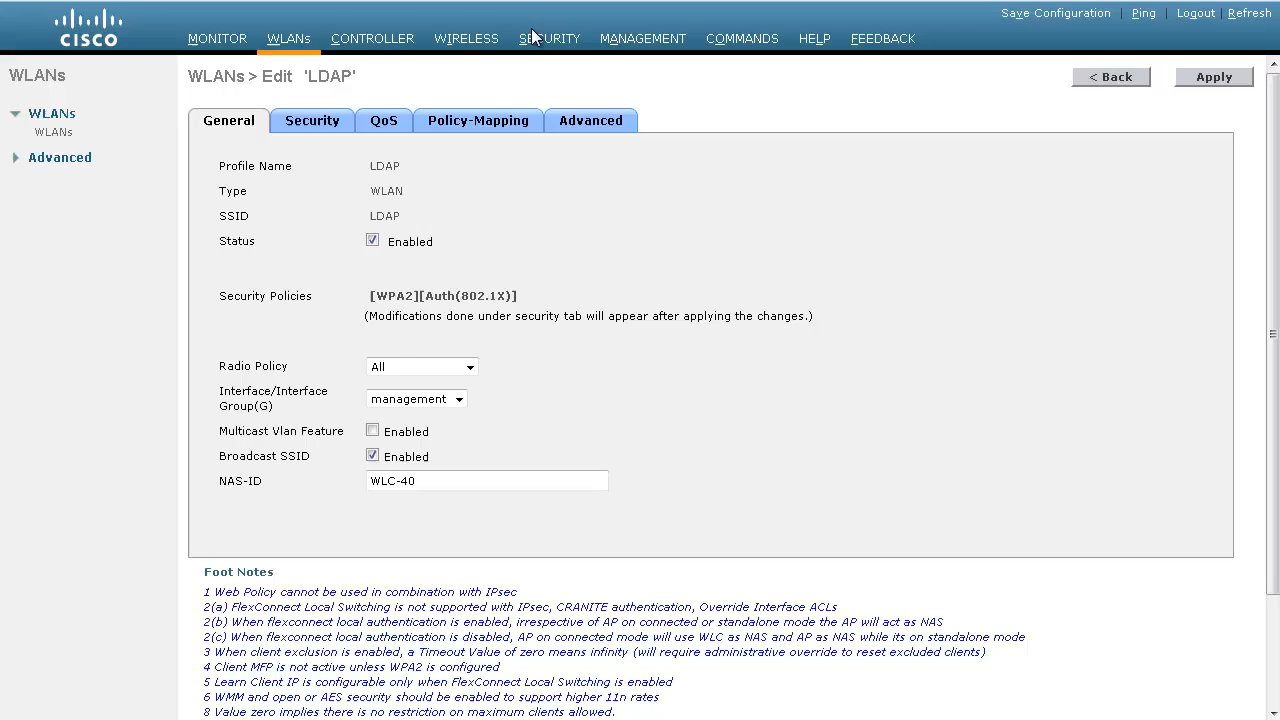 Save Configuration | Ping | Logout | Refresh
CISCO
MONITOR WLANs CONTROLLER WIRELESS SECURITY MANAGEMENT COMMANDS HELP FEEDBACK
WLANs
WLANs > Edit 'LDAP'
< Back
Apply
WLANs
WLANs
Advanced
General Security QoS Policy-Mapping Advanced
Profile Name LDAP
Type WLAN
SSID LDAP
Status Enabled
Security Policies [WPA2][Auth(802.1X)]
(Modifications done under security tab will appear after applying the changes.)
Radio Policy All
Interface/Interface
Group(G) management
Multicast Vlan Feature Enabled
Broadcast SSID Enabled
NAS-ID WLC-40
Foot Notes
1 Web Policy cannot be used in combination with IPsec
2(a) FlexConnect Local Switching is not supported with IPsec, CRANITE authentication, Override Interface ACLs
2(b) When flexconnect local authentication is enabled, irrespective of AP on connected or standalone mode the AP will act as NAS
2(c) When flexconnect local authentication is disabled, AP on connected mode will use WLC as NAS and AP as NAS while its on standalone mode
3 When client exclusion is enabled, a Timeout Value of zero means infinity (will require administrative override to reset excluded clients)
4 Client MFP is not active unless WPA2 is configured
5 Learn Client IP is configurable only when FlexConnect Local Switching is enabled
6 WMM and open or AES security should be enabled to support higher 11n rates
8 Value zero implies there is no restriction on maximum clients allowed.